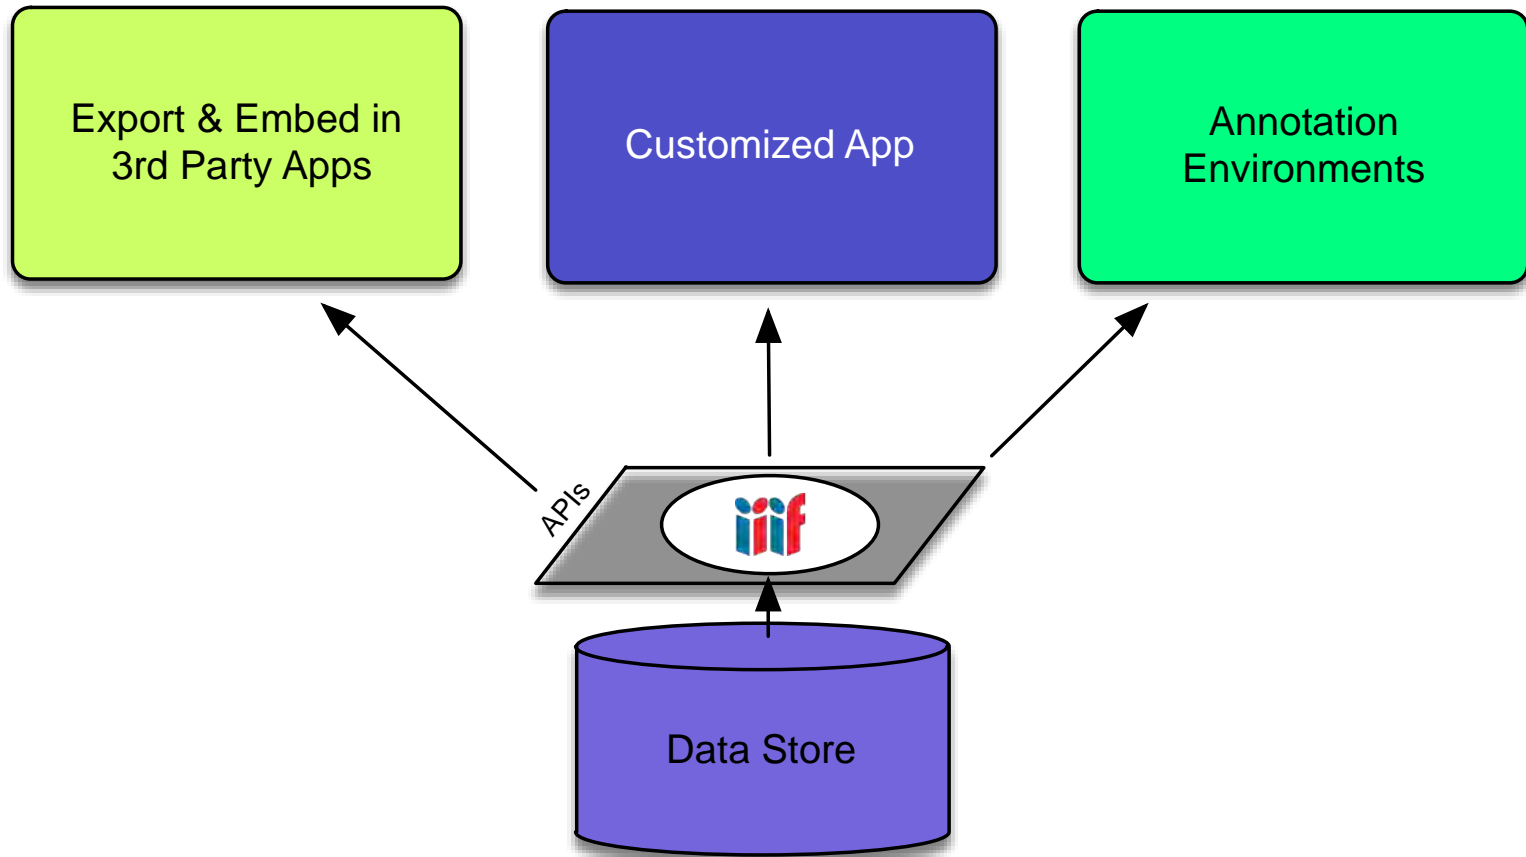 Export & Embed in
3rd Party Apps
Customized App
Annotation
Environments
APIs
iiif
Data Store